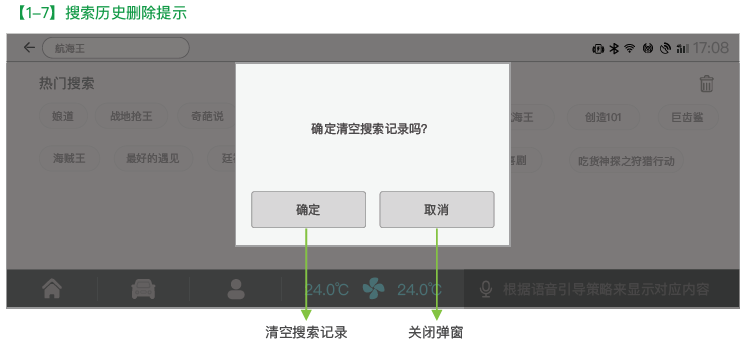 【1-7】搜索历史删除提示
航海王
17:08
热门搜索
娘道
战地抢王
奇葩说
海王
创造101
巨齿鲨
确定清空搜索记录吗?
海贼王
最好的遇见
剧
吃货神探之狩猎行动
确定
取消
24.0℃
24.0℃
根据语音引导策略来显示对应内容
清空搜索记录
关闭弹窗